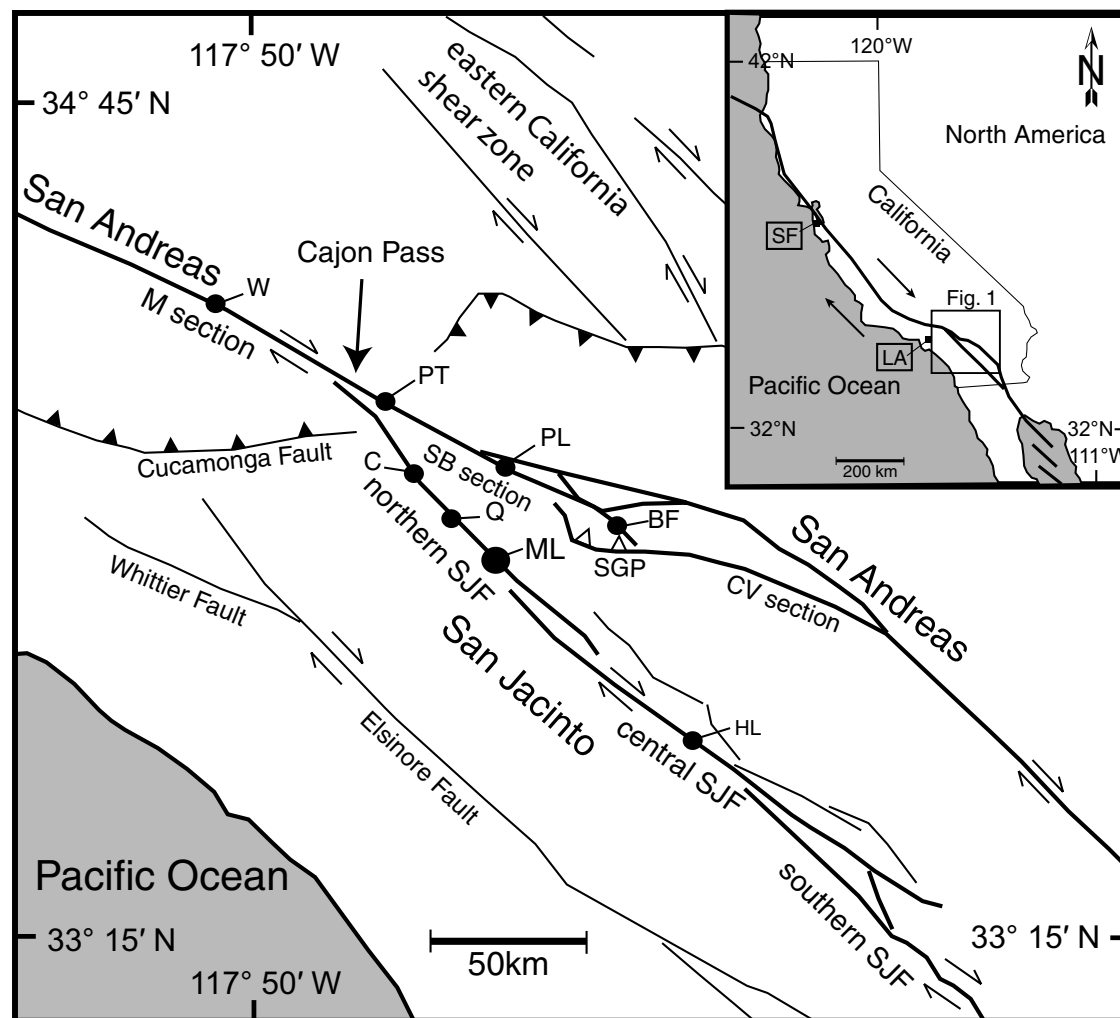 117° 50′ W
34° 45′ N
eastern California
shear zone
San Andreas
Cajon Pass
M section
W
PT
PL
Cucamonga Fault
C
SB section
Q
northern SJF
ML
BF
SGP
CV section
San Andreas
Whittier Fault
San Jacinto
Elsinore Fault
central SJF
HL
Pacific Ocean
southern SJF
33° 15′ N
33° 15′ N
50km
117° 50′ W
120°W
42°N
N
North America
California
SF
Fig. 1
LA
Pacific Ocean
32°N
32°N
111°W
200 km